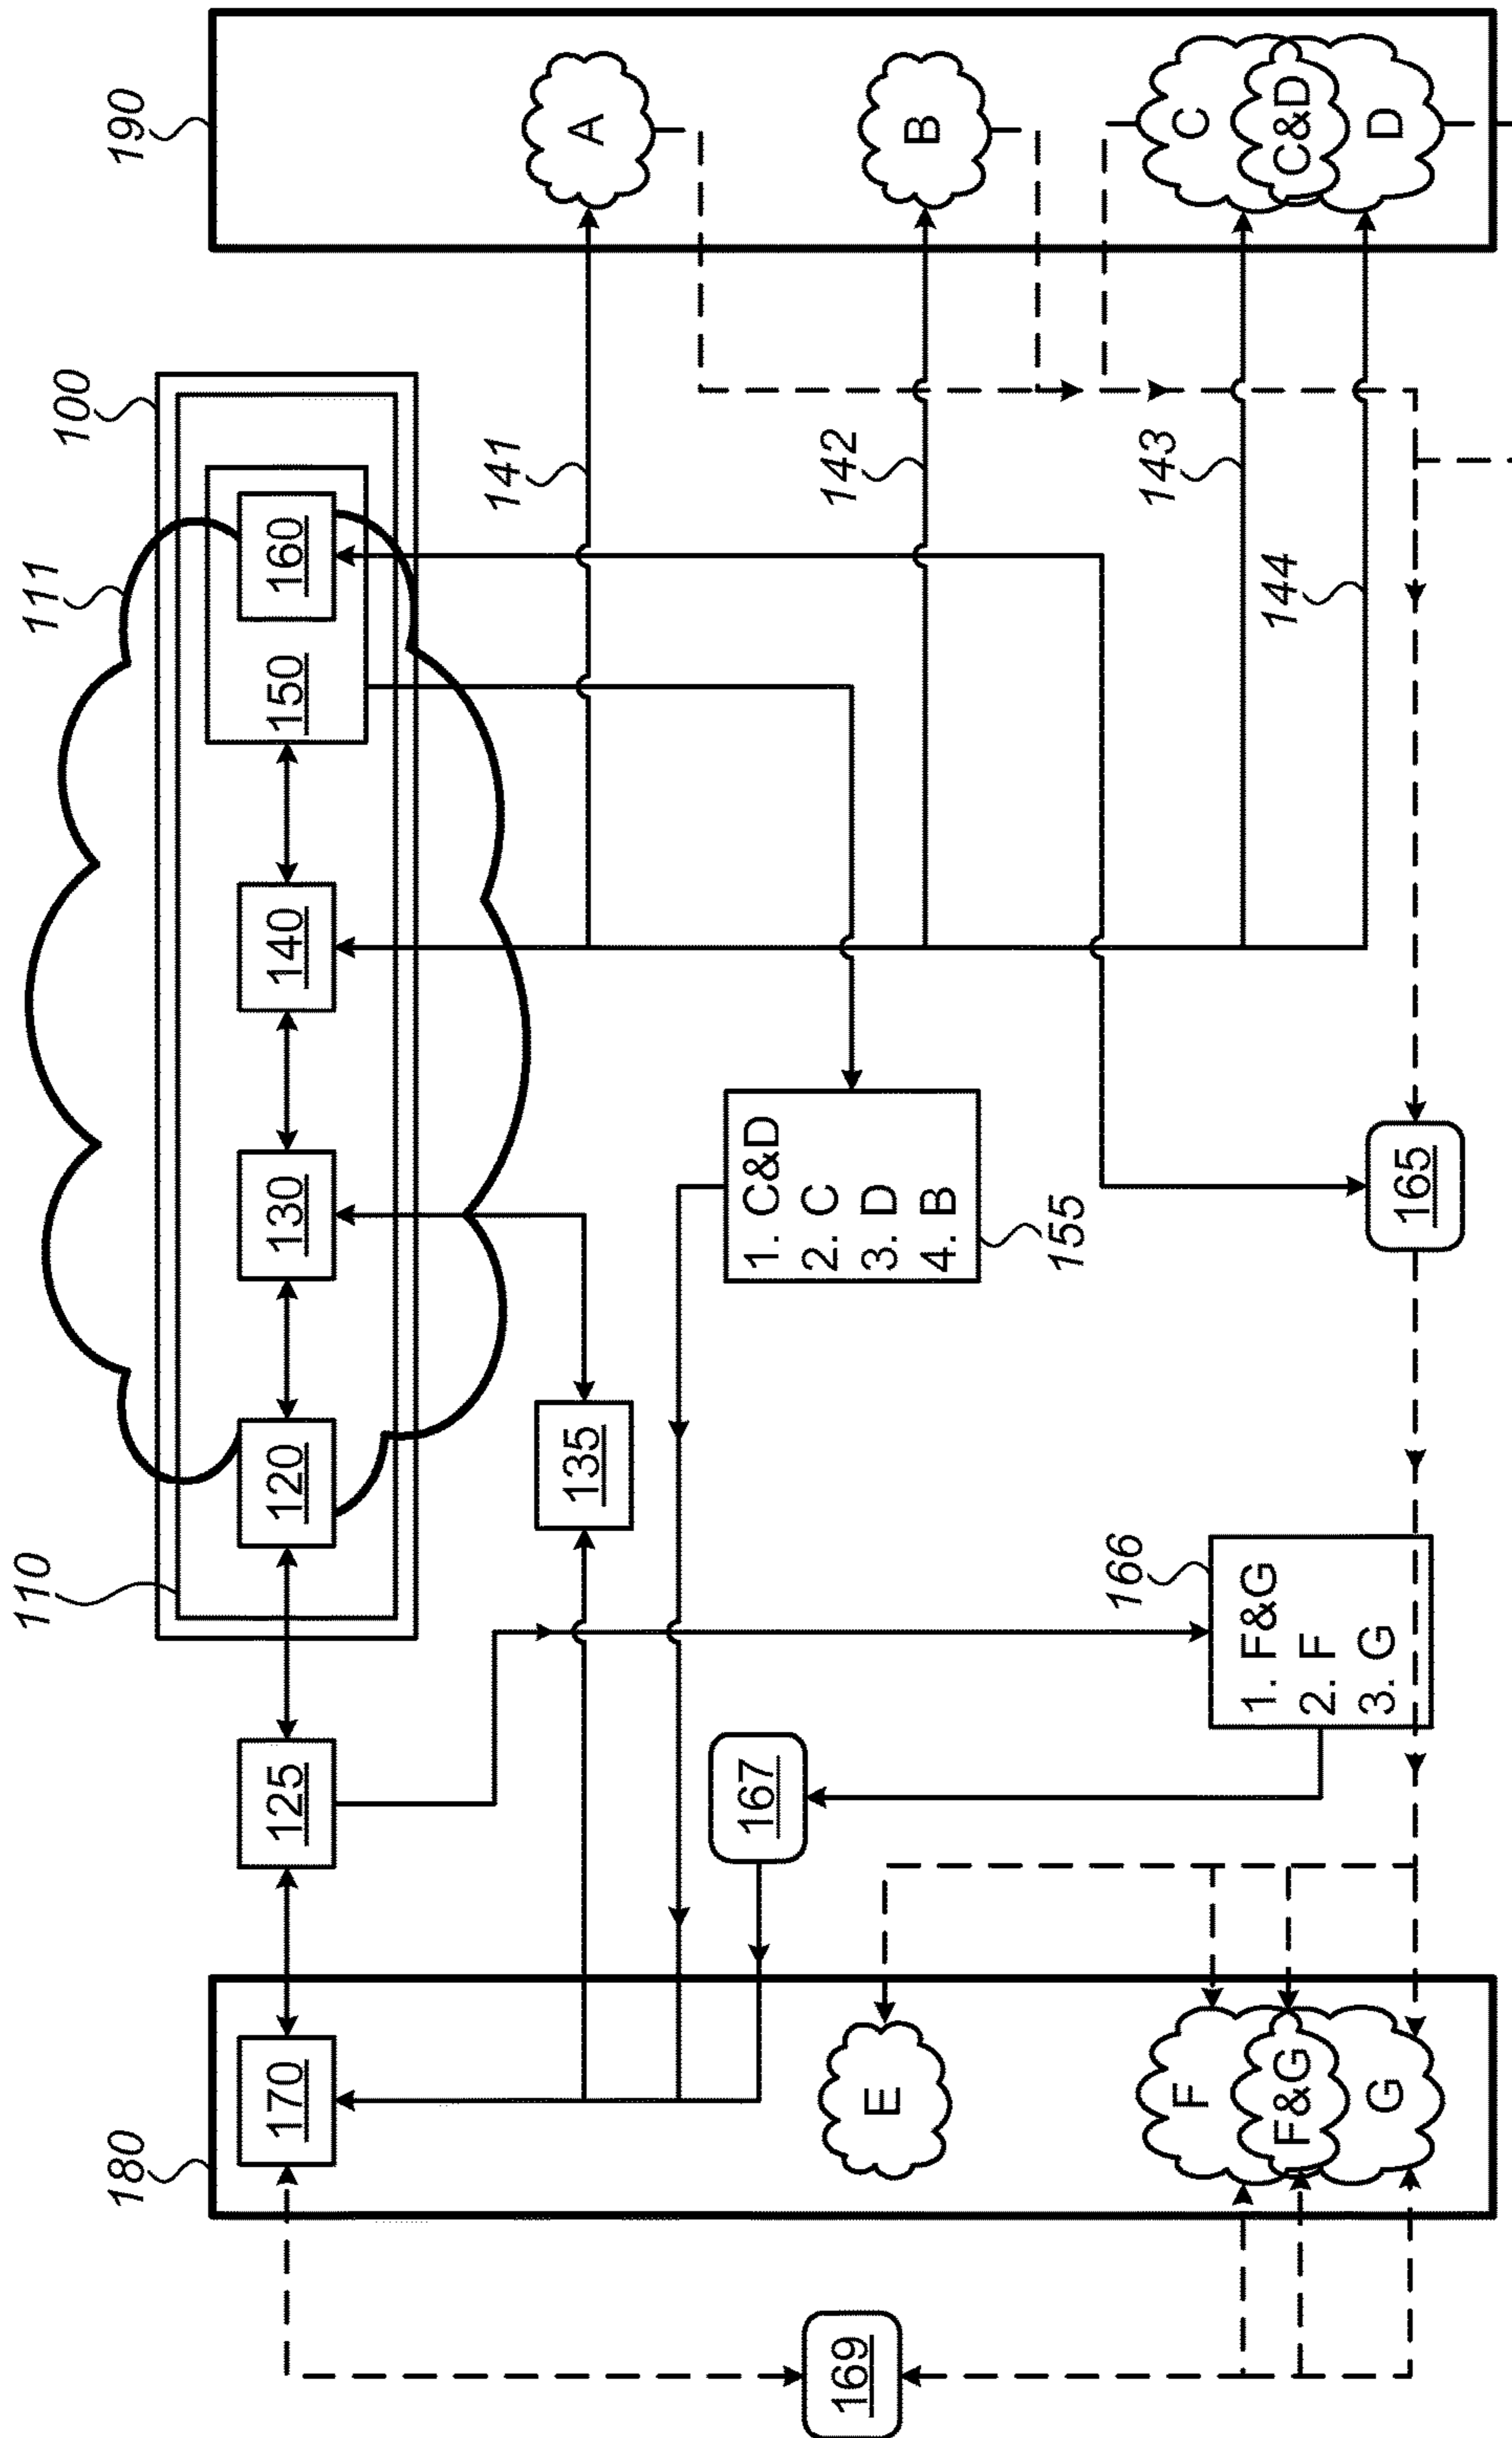 190
A
B
C
C&D
D
100
111
160
150
140
130
120
110
141
142
143
144
1. C&D
2. C
3. D
4. B
155
165
135
125
166
1. F&G
2. F
3. G
167
180
170
E
F
F&G
G
169